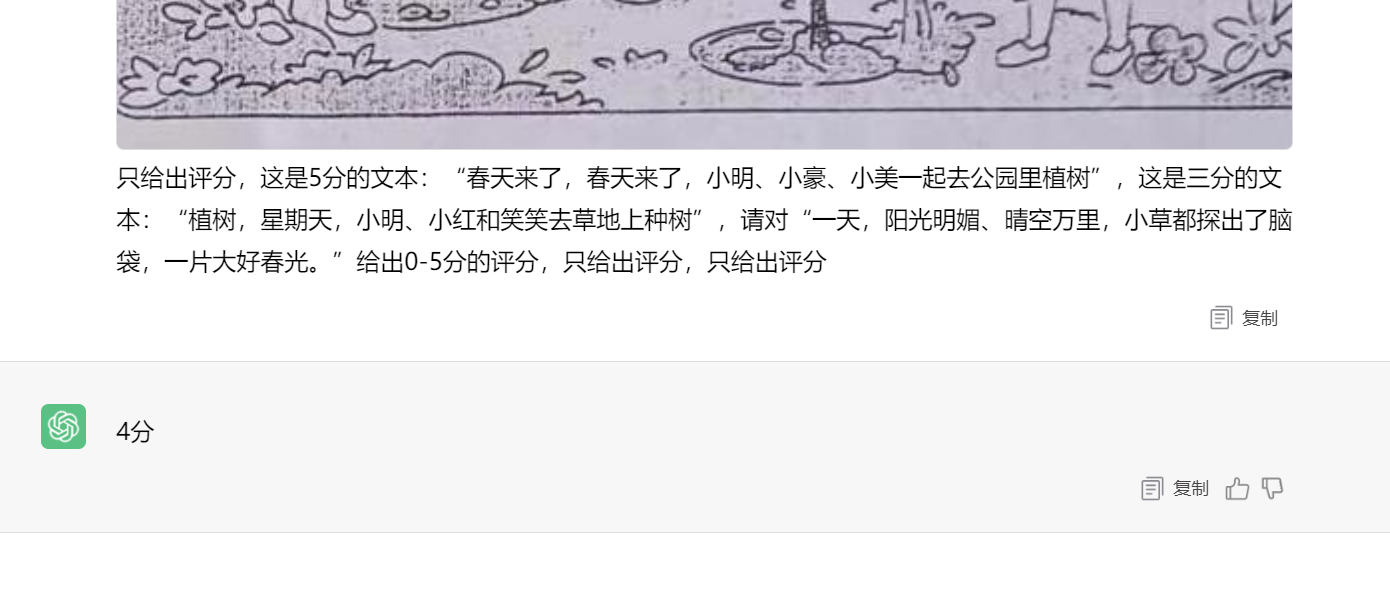 只给出评分，这是5分的文本：“春天来了，春天来了，小明、小豪、小美一起去公园里植树”，这是三分的文
本：“植树，星期天，小明、小红和笑笑去草地上种树”，请对“一天，阳光明媚、晴空万里，小草都探出了脑
袋，一片大好春光。”给出0-5分的评分，只给出评分，只给出评分
复制
4分
复制